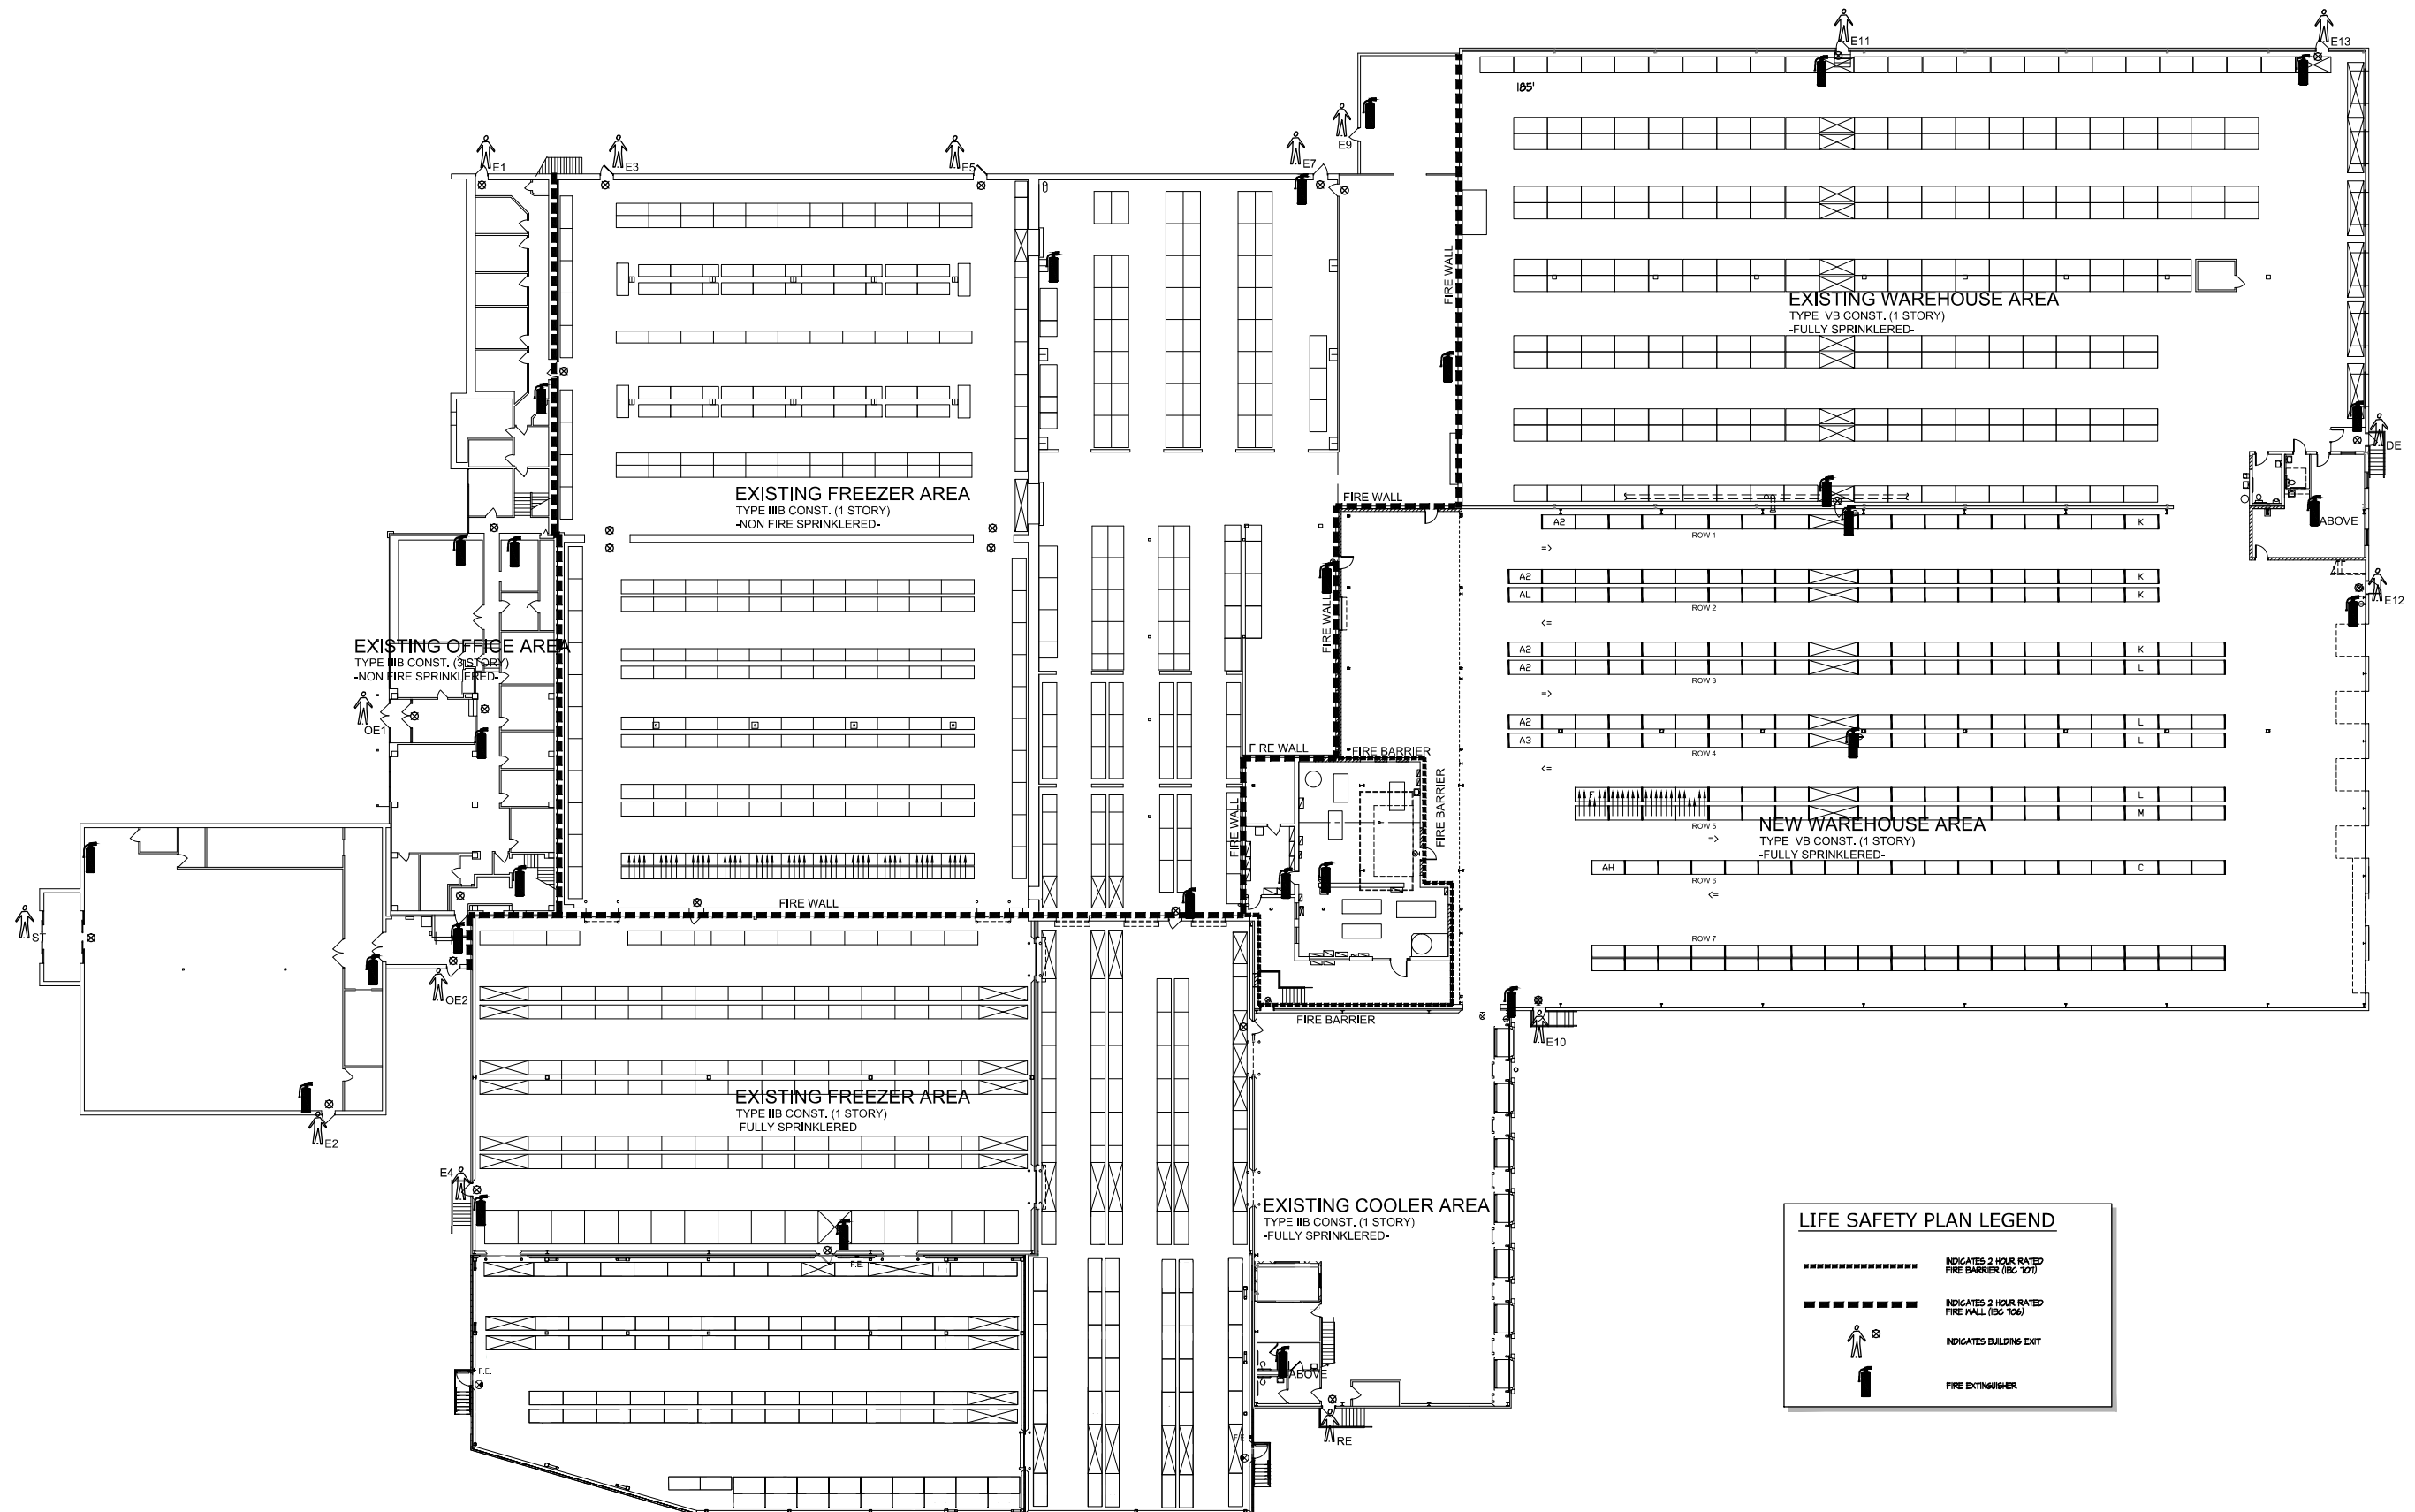 E11
E13
185'
E9
E1
E3
E5
E7
FIRE WALL
EXISTING WAREHOUSE AREA
TYPE VB CONST. (1 STORY)
-FULLY SPRINKLERED-
DE
EXISTING FREEZER AREA
TYPE IIIB CONST. (1 STORY)
-NON FIRE SPRINKLERED-
FIRE WALL
ABOVE
A2 K
ROW 1
=>
A2 K
AL K
ROW 2
E12
<=
FIRE WALL
EXISTING OFFICE AREA
TYPE IIIB CONST. (3 STORY)
-NON FIRE SPRINKLERED-
A2 K
A2 L
ROW 3
=>
OE1
A2 L
A3 L
ROW 4
FIRE WALL
FIRE BARRIER
<=
FIRE WALL
FIRE BARRIER
F L
M
ROW 5
=>
NEW WAREHOUSE AREA
TYPE VB CONST. (1 STORY)
-FULLY SPRINKLERED-
AH C
ROW 6
<=
FIRE WALL
ST
ROW 7
OE2
FIRE BARRIER
E10
EXISTING FREEZER AREA
TYPE IIB CONST. (1 STORY)
-FULLY SPRINKLERED-
E2
E4
EXISTING COOLER AREA
TYPE IIB CONST. (1 STORY)
-FULLY SPRINKLERED-
F.E.
F.E.
ABOVE
F.E.
RE
LIFE SAFETY PLAN LEGEND
INDICATES 2 HOUR RATED
FIRE BARRIER (IBC 707)
INDICATES 2 HOUR RATED
FIRE WALL (IBC 706)
INDICATES BUILDING EXIT
FIRE EXTINGUISHER